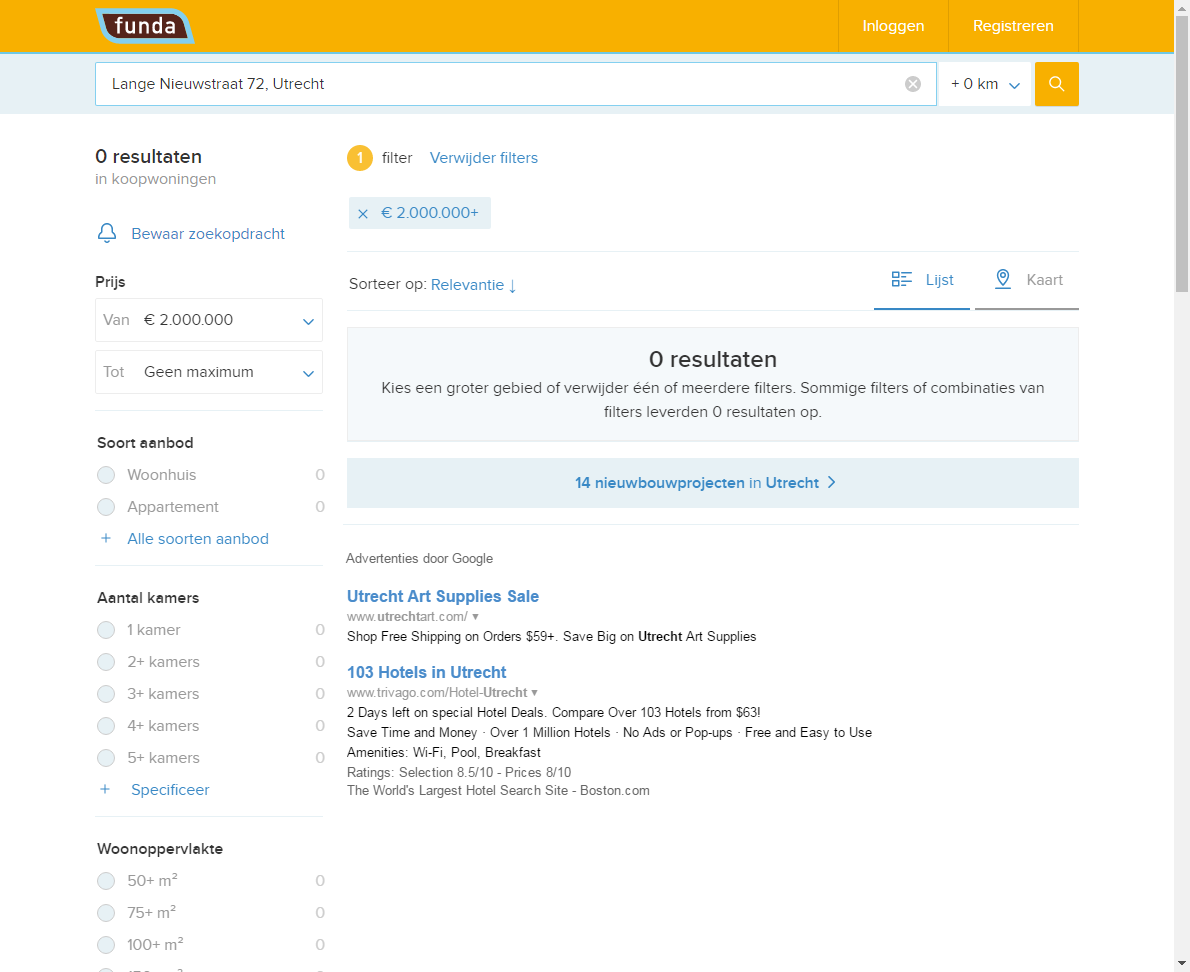 funda
Inloggen
Registreren
Lange Nieuwstraat 72, Utrecht
+ 0 km
0 resultaten
in koopwoningen
Bewaar zoekopdracht
Prijs
Van € 2.000.000
Tot Geen maximum
Soort aanbod
Woonhuis 0
Appartement 0
+ Alle soorten aanbod
Aantal kamers
1 kamer 0
2+ kamers 0
3+ kamers 0
4+ kamers 0
5+ kamers 0
+ Specificeer
Woonoppervlakte
50+ m² 0
75+ m² 0
100+ m² 0
1 filter Verwijder filters
× € 2.000.000+
Sorteer op: Relevantie ↓
Lijst
Kaart
0 resultaten
Kies een groter gebied of verwijder één of meerdere filters. Sommige filters of combinaties van
filters leverden 0 resultaten op.
14 nieuwbouwprojecten in Utrecht >
Advertenties door Google
Utrecht Art Supplies Sale
www.utrechtart.com/ ▼
Shop Free Shipping on Orders $59+. Save Big on Utrecht Art Supplies
103 Hotels in Utrecht
www.trivago.com/Hotel-Utrecht ▼
2 Days left on special Hotel Deals. Compare Over 103 Hotels from $63!
Save Time and Money · Over 1 Million Hotels · No Ads or Pop-ups · Free and Easy to Use
Amenities: Wi-Fi, Pool, Breakfast
Ratings: Selection 8.5/10 - Prices 8/10
The World's Largest Hotel Search Site - Boston.com